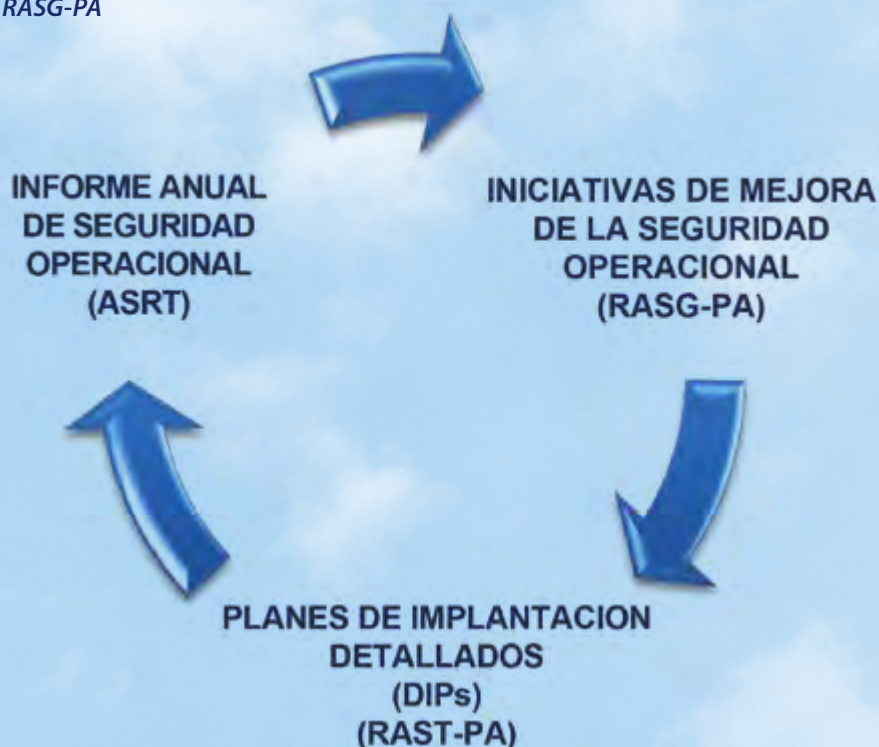 RASG-PA
INFORME ANUAL
DE SEGURIDAD
OPERACIONAL
(ASRT)
INICIATIVAS DE MEJORA
DE LA SEGURIDAD
OPERACIONAL
(RASG-PA)
PLANES DE IMPLANTACION
DETALLADOS
(DIPs)
(RAST-PA)